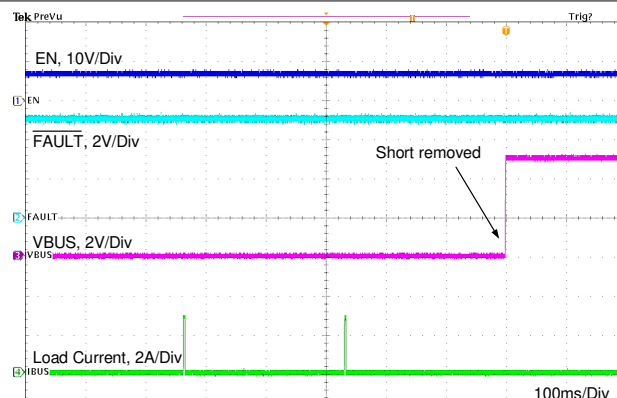 Tek PreVu
Trig?
T
EN, 10V/Div
1 EN
FAULT, 2V/Div
Short removed
2 FAULT
VBUS, 2V/Div
3 VBUS
Load Current, 2A/Div
4 IBUS
100ms/Div